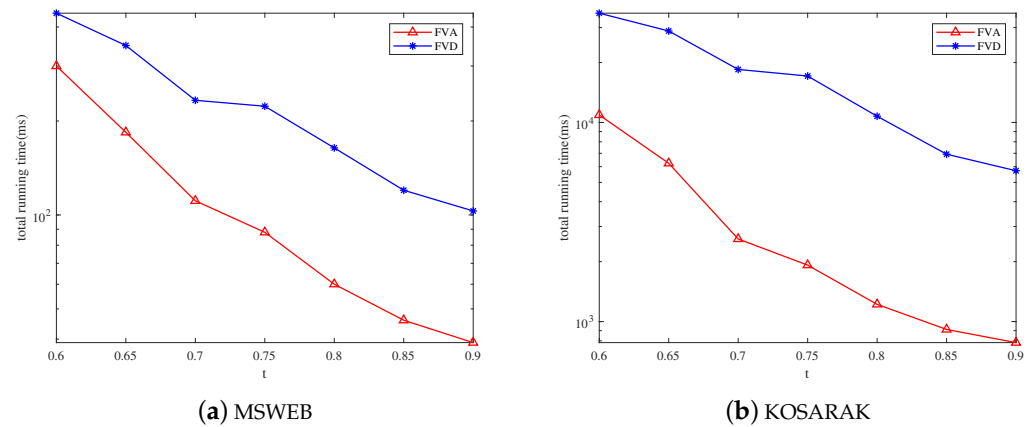 total running time(ms)
10^2
FVA
FVD
0.6 0.65 0.7 0.75 0.8 0.85 0.9
t
(a) MSWEB
total running time(ms)
10^4
10^3
FVA
FVD
0.6 0.65 0.7 0.75 0.8 0.85 0.9
t
(b) KOSARAK